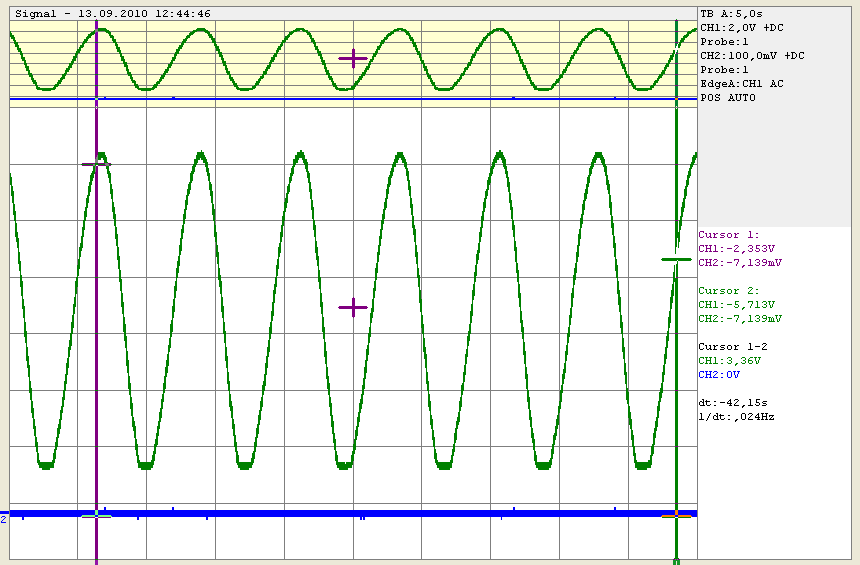 Signal - 13.09.2010 12:44:46
TB A:5,0s
CH1:2,0V +DC
Probe:1
CH2:100,0mV +DC
Probe:1
EdgeA:CH1 AC
POS AUTO
Cursor 1:
CH1:-2,353V
CH2:-7,139mV
Cursor 2:
CH1:-5,713V
CH2:-7,139mV
Cursor 1-2
CH1:3,36V
CH2:0V
dt:-42,15s
1/dt:,024Hz
2